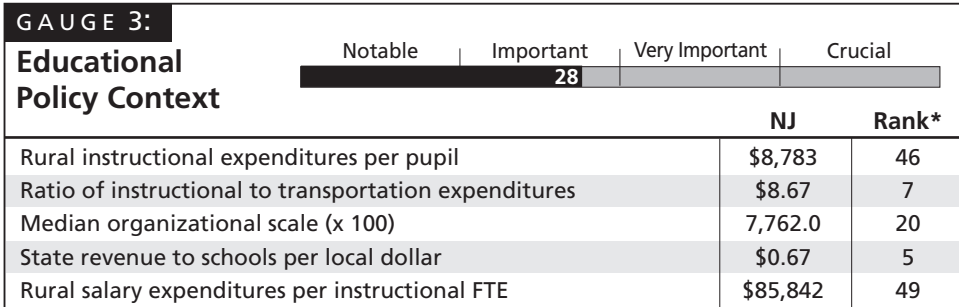 GAUGE 3:
Educational
Policy Context
Notable Important Very Important Crucial
28
NJ Rank*
Rural instructional expenditures per pupil $8,783 46
Ratio of instructional to transportation expenditures $8.67 7
Median organizational scale (x 100) 7,762.0 20
State revenue to schools per local dollar $0.67 5
Rural salary expenditures per instructional FTE $85,842 49